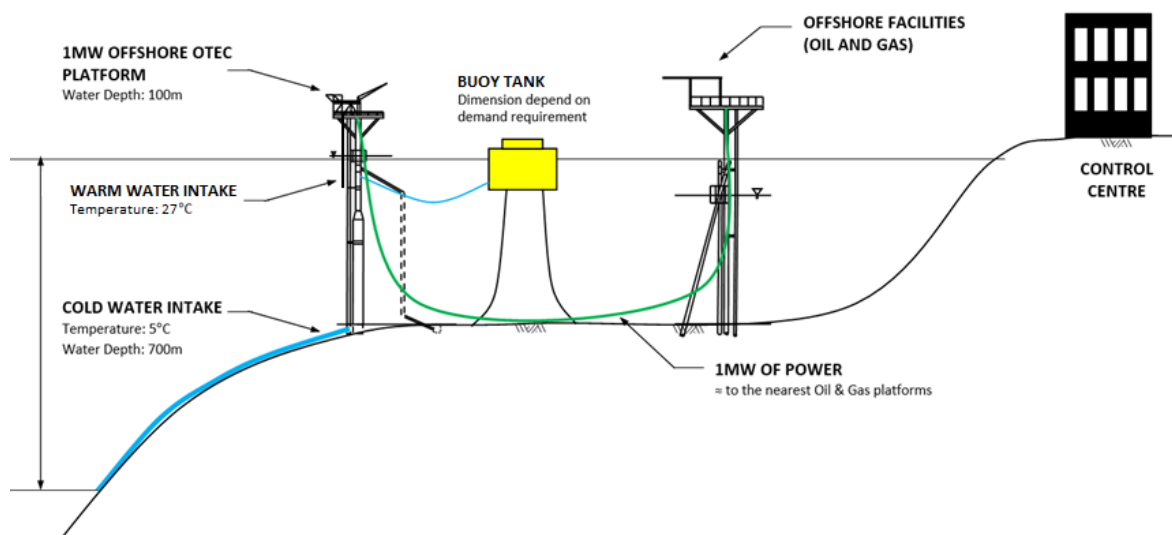 1MW OFFSHORE OTEC
PLATFORM
Water Depth: 100m
BUOY TANK
Dimension depend on
demand requirement
OFFSHORE FACILITIES
(OIL AND GAS)
WARM WATER INTAKE
Temperature: 27°C
CONTROL
CENTRE
COLD WATER INTAKE
Temperature: 5°C
Water Depth: 700m
1MW OF POWER
≈ to the nearest Oil & Gas platforms